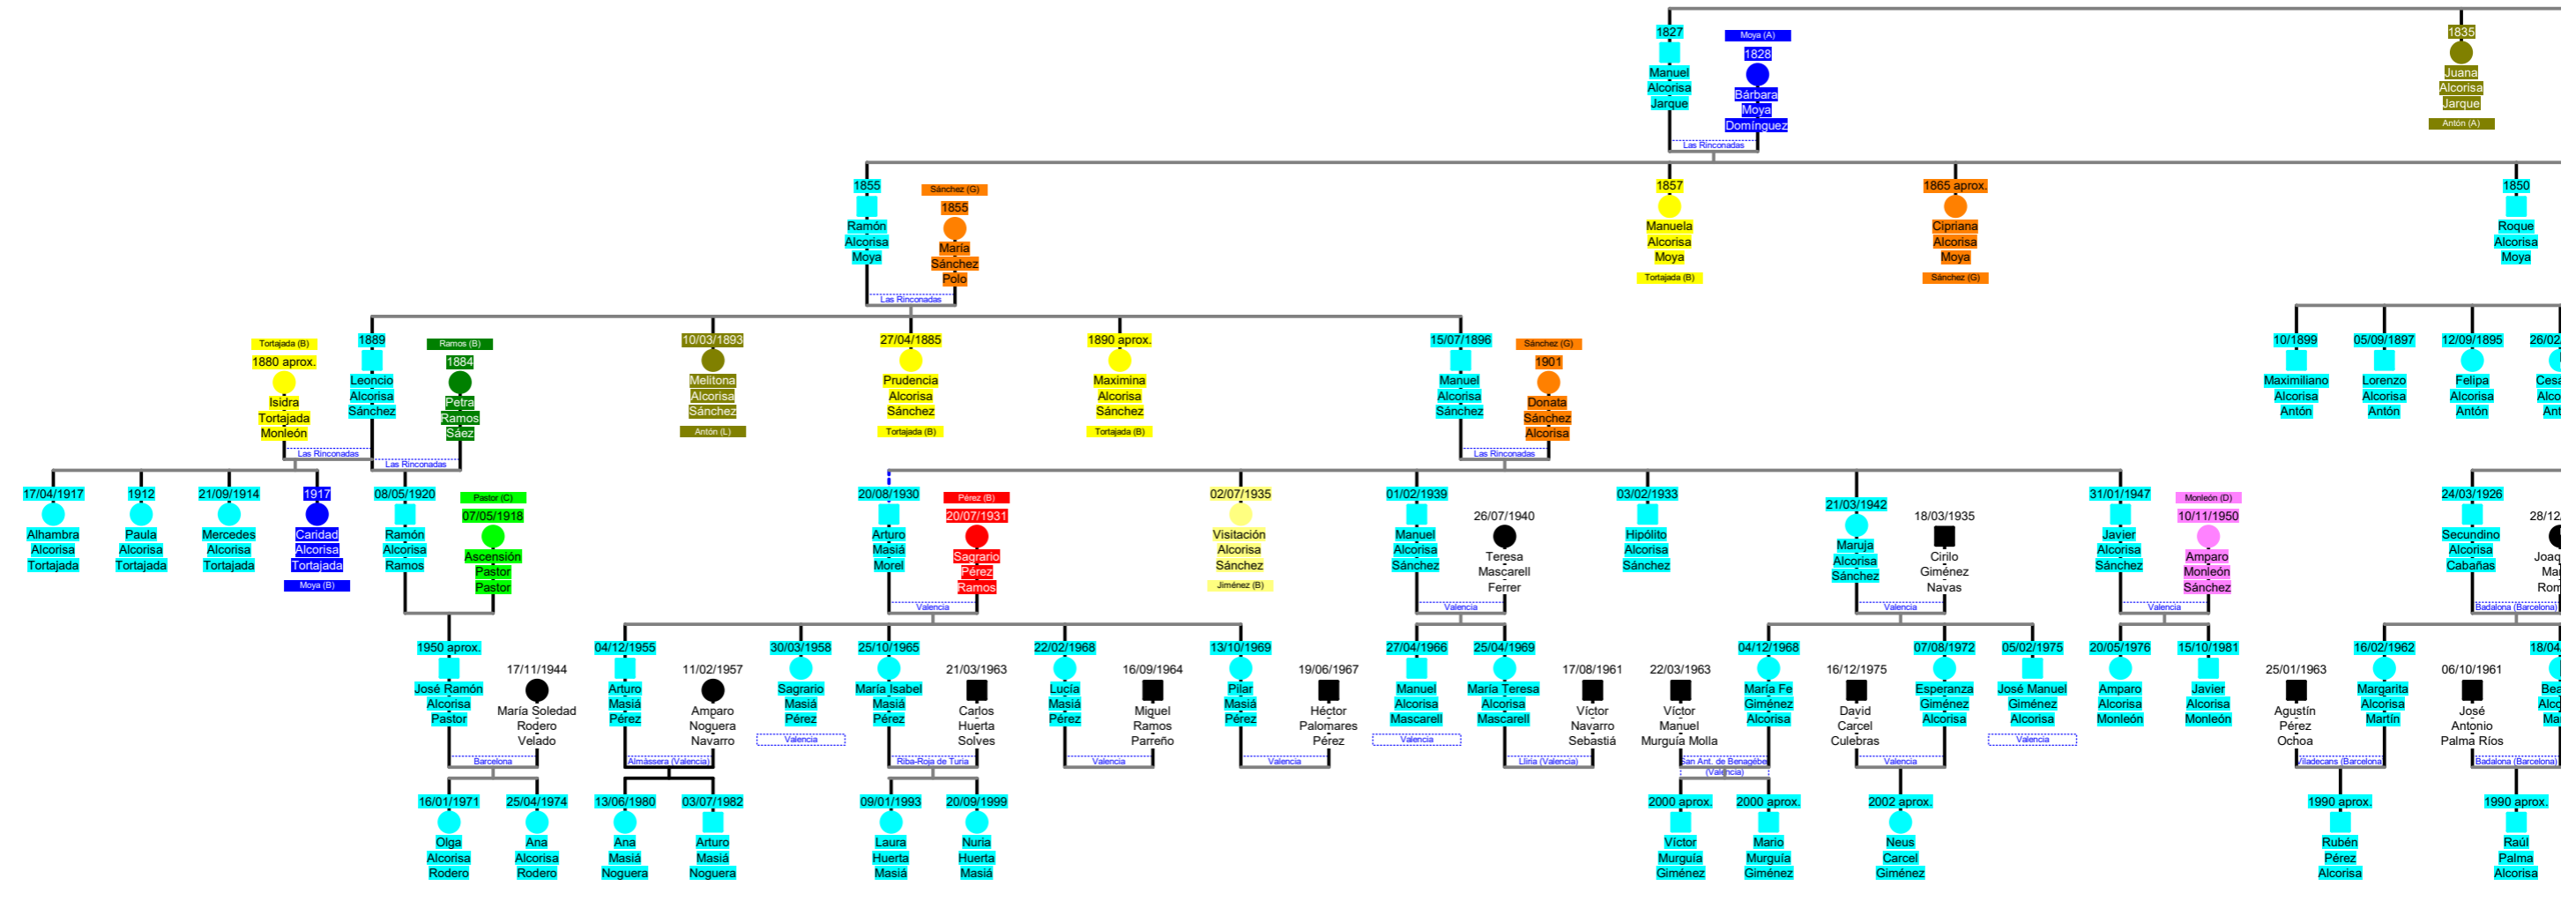 1827
Manuel
Alcorisa
Jarque
Moya (A)
1828
Bárbara
Moya
Domínguez
Las Rinconadas
1835
Juana
Alcorisa
Jarque
Antón (A)
1855
Ramón
Alcorisa
Moya
Sánchez (G)
1855
María
Sánchez
Polo
Las Rinconadas
1857
Manuela
Alcorisa
Moya
Tortajada (B)
1865 aprox.
Cipriana
Alcorisa
Moya
Sánchez (G)
1850
Roque
Alcorisa
Moya
Tortajada (B)
1880 aprox.
Isidra
Tortajada
Monleón
Las Rinconadas
1889
Leoncio
Alcorisa
Sánchez
Ramos (B)
1884
Petra
Ramos
Sáez
Las Rinconadas
10/03/1893
Melitona
Alcorisa
Sánchez
Antón (L)
27/04/1885
Prudencia
Alcorisa
Sánchez
Tortajada (B)
1890 aprox.
Maximina
Alcorisa
Sánchez
Tortajada (B)
15/07/1896
Manuel
Alcorisa
Sánchez
Sánchez (G)
1901
Donata
Sánchez
Alcorisa
Las Rinconadas
10/1899
Maximiliano
Alcorisa
Antón
05/09/1897
Lorenzo
Alcorisa
Antón
12/09/1895
Felipa
Alcorisa
Antón
26/02
Cesa
Alco
Ant
17/04/1917
Alhambra
Alcorisa
Tortajada
1912
Paula
Alcorisa
Tortajada
21/09/1914
Mercedes
Alcorisa
Tortajada
1917
Caridad
Alcorisa
Tortajada
Moya (B)
08/05/1920
Ramón
Alcorisa
Ramos
Pastor (C)
07/05/1918
Ascensión
Pastor
Pastor
20/08/1930
Arturo
Masiá
Morel
Pérez (B)
20/07/1931
Sagrario
Pérez
Ramos
Valencia
02/07/1935
Visitación
Alcorisa
Sánchez
Jiménez (B)
01/02/1939
Manuel
Alcorisa
Sánchez
26/07/1940
Teresa
Mascarell
Ferrer
Valencia
03/02/1933
Hipólito
Alcorisa
Sánchez
21/03/1942
Maruja
Alcorisa
Sánchez
18/03/1935
Cirilo
Giménez
Navas
Valencia
31/01/1947
Javier
Alcorisa
Sánchez
Monleón (D)
10/11/1950
Amparo
Monleón
Sánchez
Valencia
24/03/1926
Secundino
Alcorisa
Cabañas
28/12/
Joaq
Mar
Rom
Badalona (Barcelona)
1950 aprox.
José Ramón
Alcorisa
Pastor
17/11/1944
María Soledad
Rodero
Velado
Barcelona
04/12/1955
Arturo
Masiá
Pérez
11/02/1957
Amparo
Noguera
Navarro
Almàssera (Valencia)
30/03/1958
Sagrario
Masiá
Pérez
Valencia
25/10/1965
María Isabel
Masiá
Pérez
21/03/1963
Carlos
Huerta
Solves
Riba-Roja de Turia
22/02/1968
Lucía
Masiá
Pérez
16/09/1964
Miquel
Ramos
Parreño
Valencia
13/10/1969
Pilar
Masiá
Pérez
19/06/1967
Héctor
Palomares
Pérez
Valencia
27/04/1966
Manuel
Alcorisa
Mascarell
Valencia
25/04/1969
María Teresa
Alcorisa
Mascarell
17/08/1961
Víctor
Navarro
Sebastiá
Lliria (Valencia)
22/03/1963
Víctor
Manuel
Murguía Molla
04/12/1968
María Fe
Giménez
Alcorisa
San Ant. de Benagébe
(Valencia)
16/12/1975
David
Carcel
Culebras
07/08/1972
Esperanza
Giménez
Alcorisa
Valencia
05/02/1975
José Manuel
Giménez
Alcorisa
Valencia
20/05/1976
Amparo
Alcorisa
Monleón
15/10/1981
Javier
Alcorisa
Monleón
25/01/1963
Agustín
Pérez
Ochoa
16/02/1962
Margarita
Alcorisa
Martín
Viladecans (Barcelona)
06/10/1961
José
Antonio
Palma Ríos
18/04
Bea
Alco
Mar
Badalona (Barcelona)
16/01/1971
Olga
Alcorisa
Rodero
25/04/1974
Ana
Alcorisa
Rodero
13/06/1980
Ana
Masiá
Noguera
03/07/1982
Arturo
Masiá
Noguera
09/01/1993
Laura
Huerta
Masiá
20/09/1999
Nuria
Huerta
Masiá
2000 aprox.
Víctor
Murguía
Giménez
2000 aprox.
Mario
Murguía
Giménez
2002 aprox.
Neus
Carcel
Giménez
1990 aprox.
Rubén
Pérez
Alcorisa
1990 aprox.
Raúl
Palma
Alcorisa